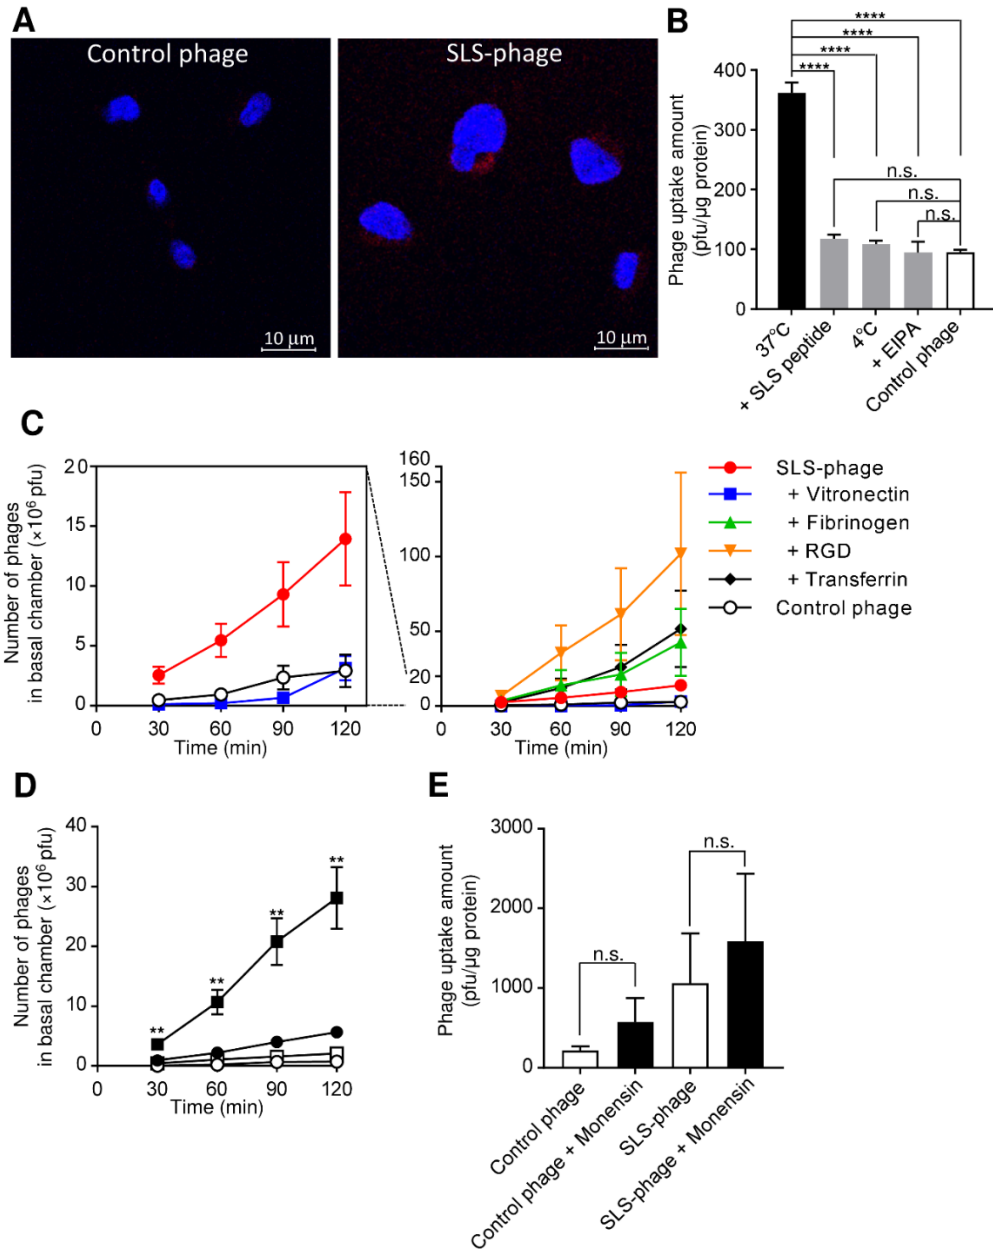 A
Control phage
SLS-phage
10 µm
10 µm
B
Phage uptake amount
(pfu/µg protein)
400
300
200
100
0
****
****
****
****
n.s.
n.s.
n.s.
37°C
+ SLS peptide
4°C
+ EIPA
Control phage
C
Number of phages
in basal chamber (×10⁶ pfu)
20
15
10
5
0
0 30 60 90 120
Time (min)
160
150
100
50
20
0
0 30 60 90 120
Time (min)
SLS-phage
+ Vitronectin
+ Fibrinogen
+ RGD
+ Transferrin
Control phage
D
Number of phages
in basal chamber (×10⁶ pfu)
40
30
20
10
0
**
**
**
**
0 30 60 90 120
Time (min)
E
Phage uptake amount
(pfu/µg protein)
3000
2000
1000
0
n.s.
n.s.
Control phage
Control phage + Monensin
SLS-phage
SLS-phage + Monensin